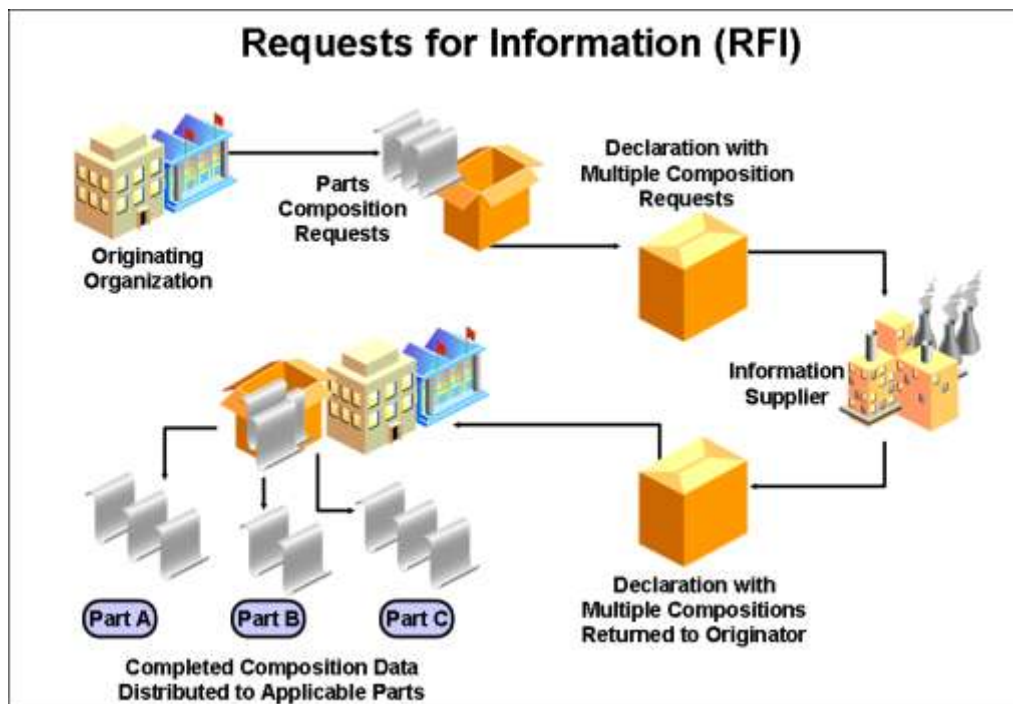 Requests for Information (RFI)
Originating
Organization
Parts
Composition
Requests
Declaration with
Multiple Composition
Requests
Information
Supplier
Declaration with
Multiple Compositions
Returned to Originator
Part A
Part B
Part C
Completed Composition Data
Distributed to Applicable Parts